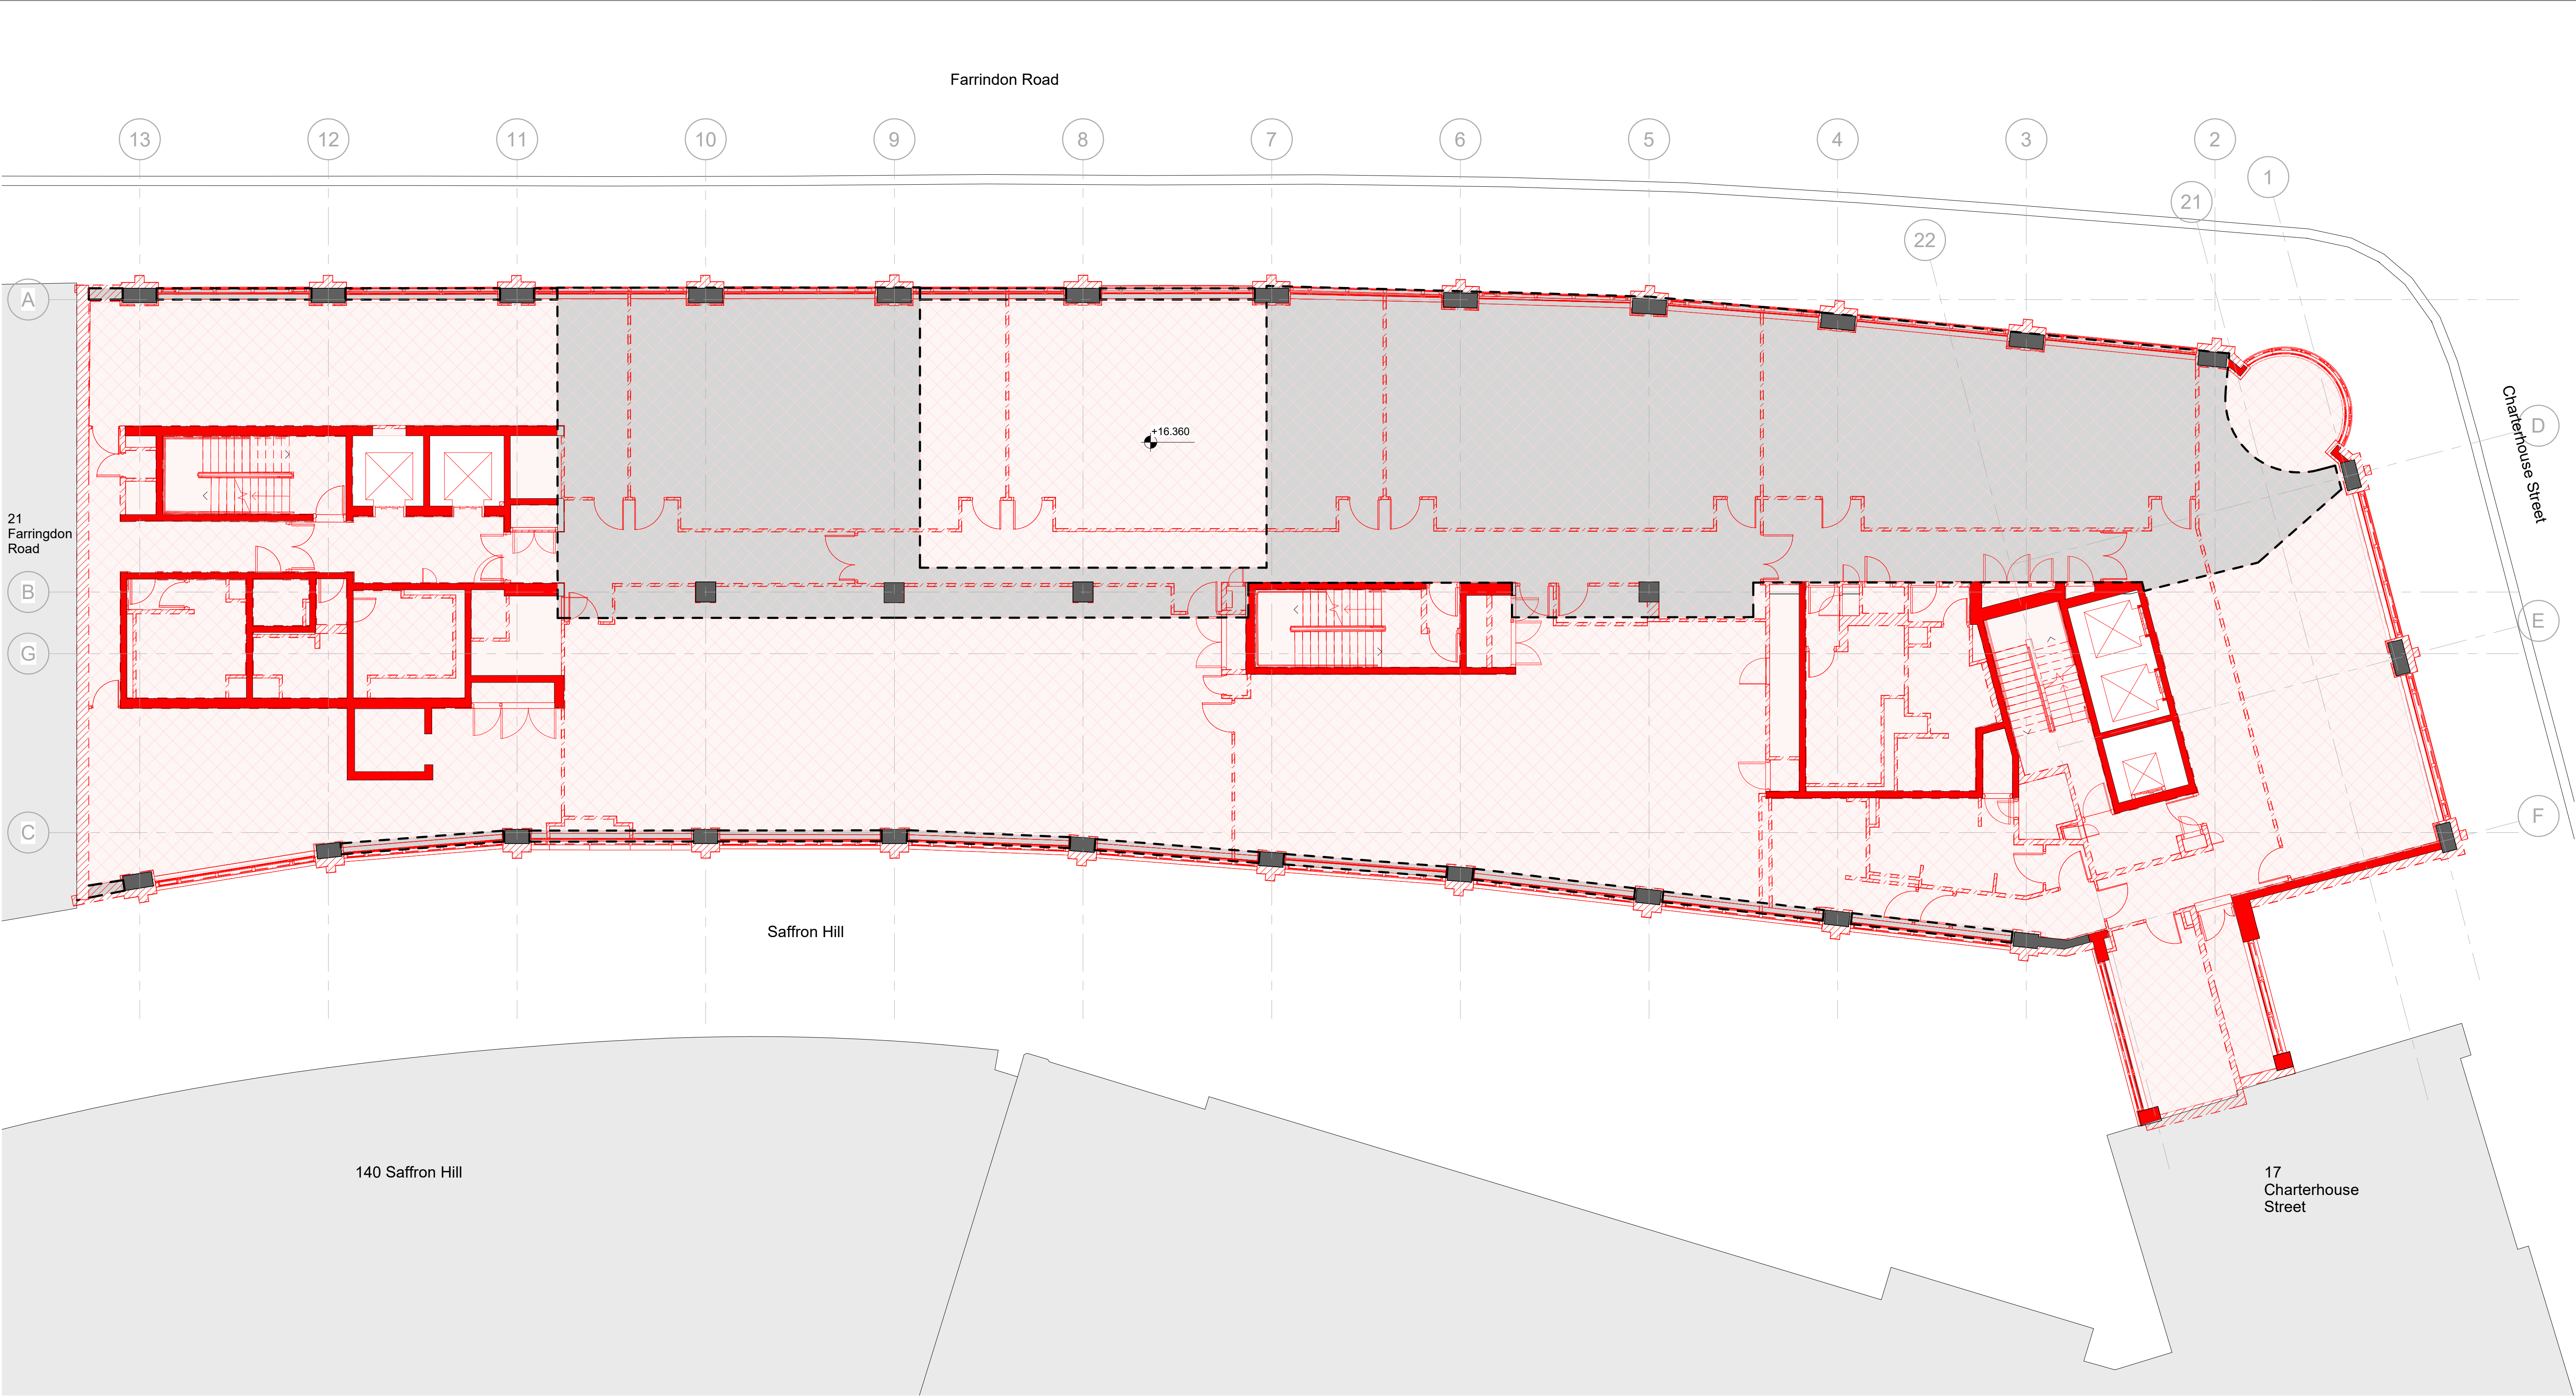 Farrindon Road
13
12
11
10
9
8
7
6
5
4
3
2
1
21
22
A
D
Charterhouse Street
+16.360
21
Farringdon
Road
B
E
G
C
F
Saffron Hill
140 Saffron Hill
17
Charterhouse
Street